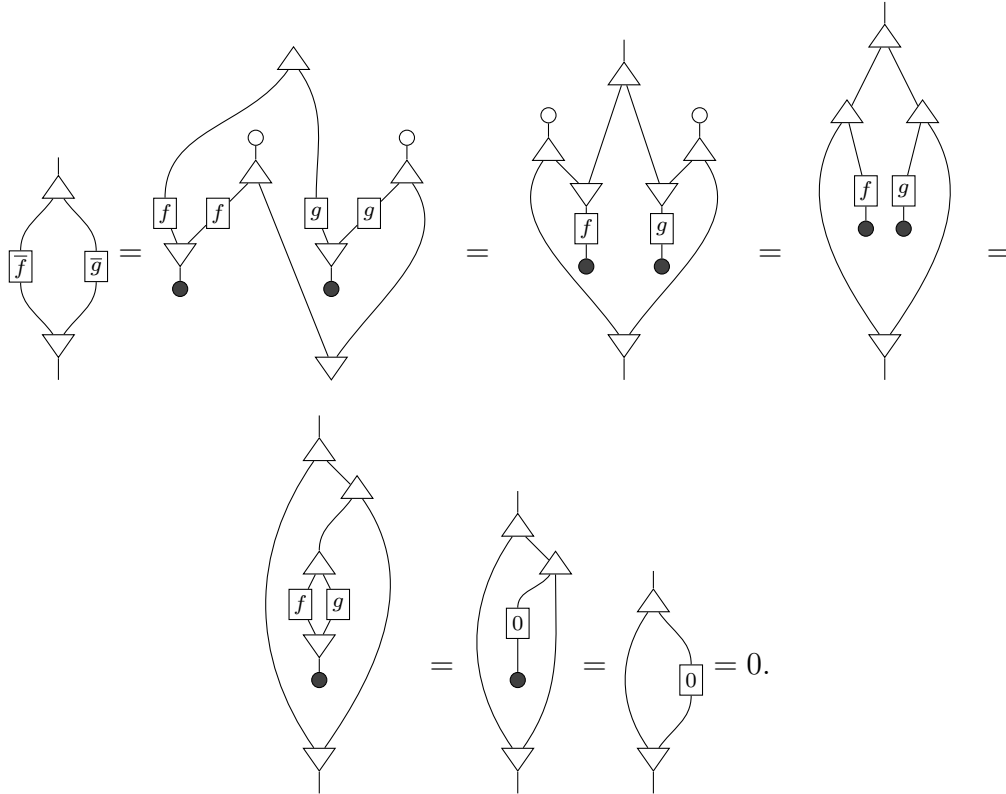 f̅ g̅ = f f g g = f g = f g =
f g = 0 = 0 = 0.